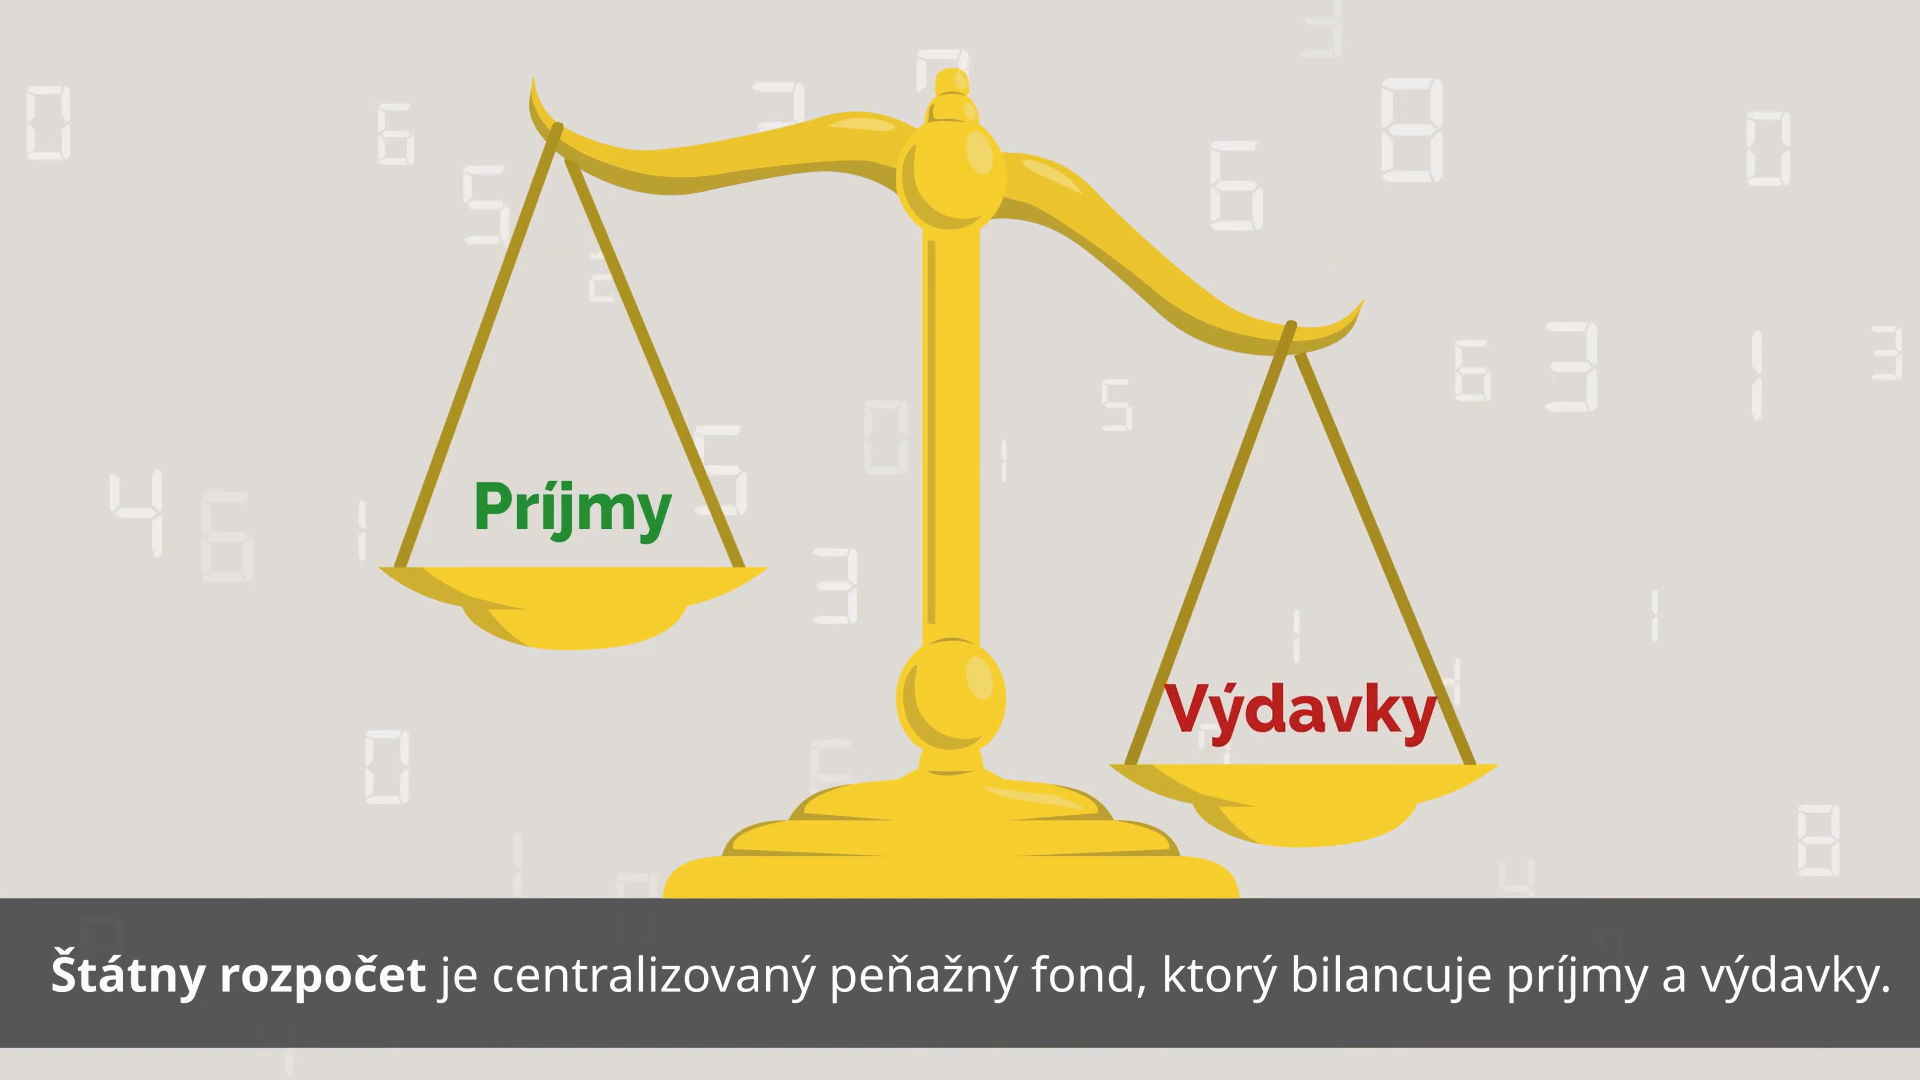 Príjmy
Výdavky
Štátny rozpočet je centralizovaný peňažný fond, ktorý bilancuje príjmy a výdavky.